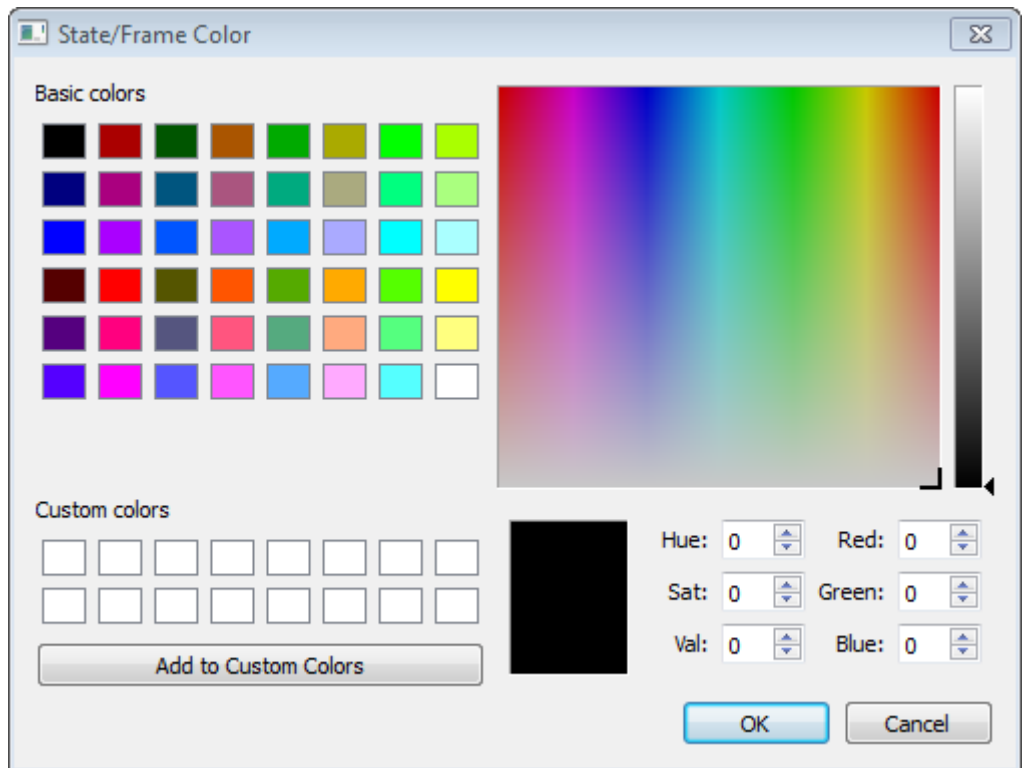 State/Frame Color
Basic colors
Custom colors
Add to Custom Colors
Hue: 0 Red: 0
Sat: 0 Green: 0
Val: 0 Blue: 0
OK Cancel